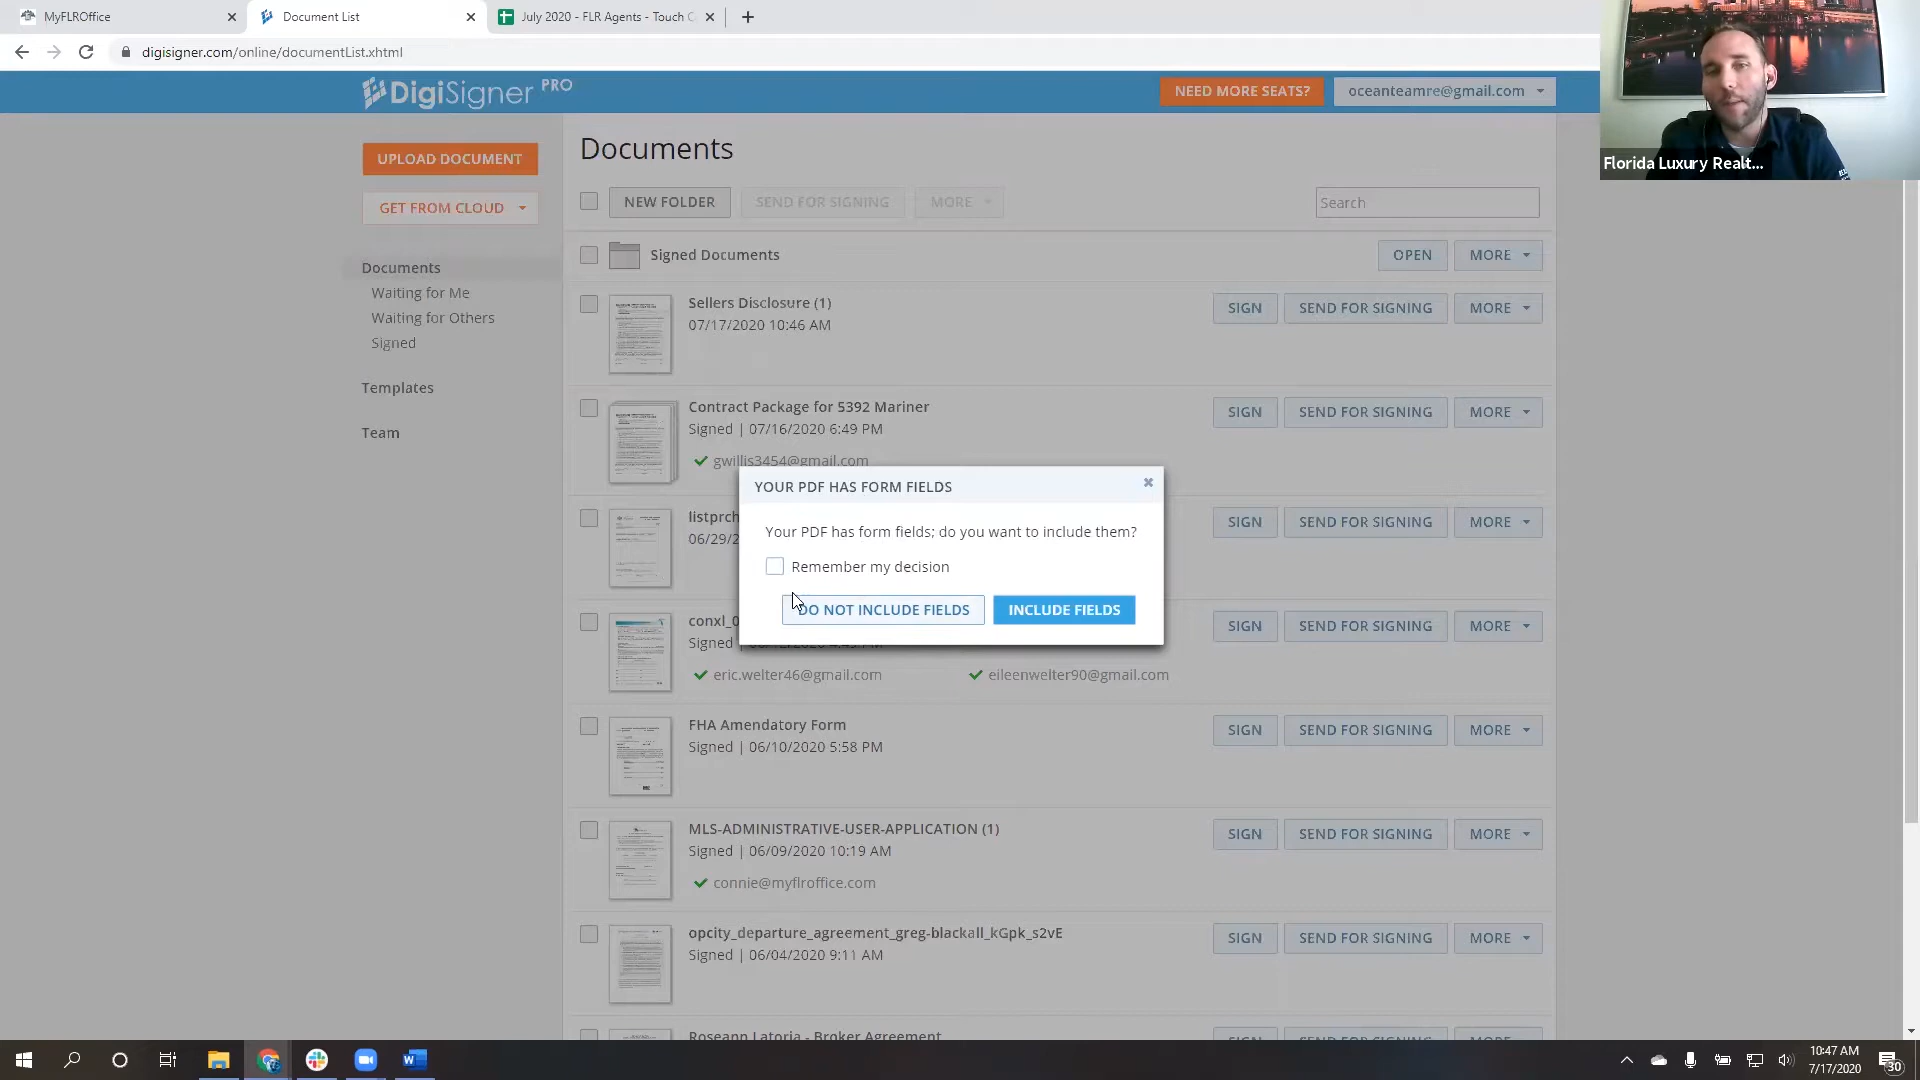 MyFLROffice
Document List
July 2020 - FLR Agents - Touch C
digisigner.com/online/documentList.xhtml
DigiSigner PRO
NEED MORE SEATS?
oceanteamre@gmail.com
Florida Luxury Realt...
UPLOAD DOCUMENT
GET FROM CLOUD
Documents
Waiting for Me
Waiting for Others
Signed
Templates
Team
Documents
NEW FOLDER
SEND FOR SIGNING
MORE
Search
Signed Documents
OPEN
MORE
Sellers Disclosure (1)
07/17/2020 10:46 AM
SIGN
SEND FOR SIGNING
MORE
Contract Package for 5392 Mariner
Signed | 07/16/2020 6:49 PM
gwillis3454@gmail.com
SIGN
SEND FOR SIGNING
MORE
listprch
06/29/2
SIGN
SEND FOR SIGNING
MORE
YOUR PDF HAS FORM FIELDS
Your PDF has form fields; do you want to include them?
Remember my decision
DO NOT INCLUDE FIELDS
INCLUDE FIELDS
conxl_0
Signed
eric.welter46@gmail.com
eileenwelter90@gmail.com
SIGN
SEND FOR SIGNING
MORE
FHA Amendatory Form
Signed | 06/10/2020 5:58 PM
SIGN
SEND FOR SIGNING
MORE
MLS-ADMINISTRATIVE-USER-APPLICATION (1)
Signed | 06/09/2020 10:19 AM
connie@myflroffice.com
SIGN
SEND FOR SIGNING
MORE
opcity_departure_agreement_greg-blackall_kGpk_s2vE
Signed | 06/04/2020 9:11 AM
SIGN
SEND FOR SIGNING
MORE
Roseann Latoria - Broker Agreement
10:47 AM
7/17/2020
30